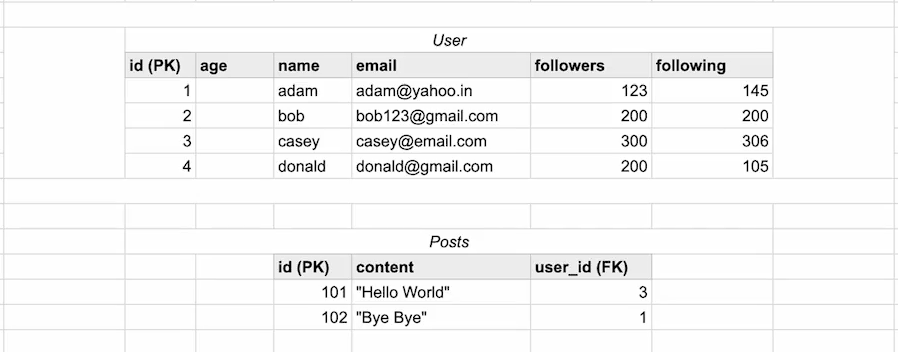 User
id (PK) age name email followers following
1 adam adam@yahoo.in 123 145
2 bob bob123@gmail.com 200 200
3 casey casey@email.com 300 306
4 donald donald@gmail.com 200 105
Posts
id (PK) content user_id (FK)
101 "Hello World" 3
102 "Bye Bye" 1